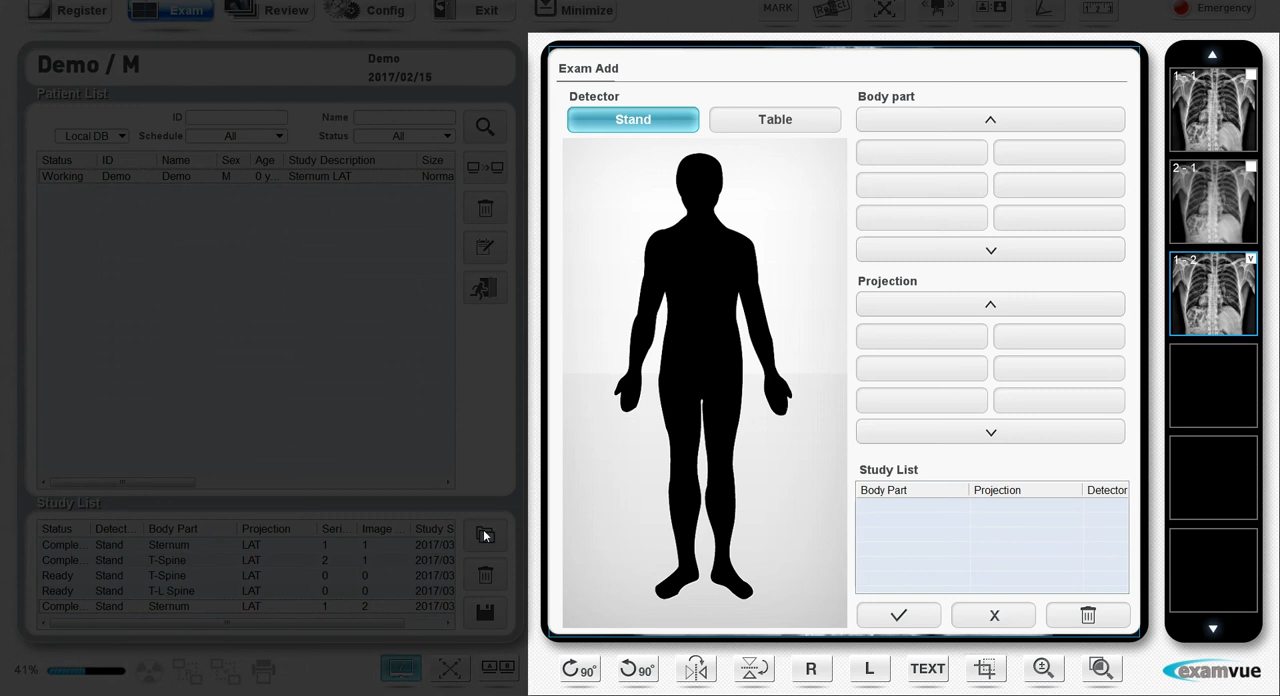 Register Exam Review Config Exit Minimize MARK Reject 1 2 3 Emergency
Demo / M
Demo
2017/02/15
Patient List
ID Name
Local DB Schedule All Status All
Status ID Name Sex Age Study Description Size
Working Demo Demo M 0 y... Sternum LAT Norma
Study List
Status Detect... Body Part Projection Seri... Image ... Study S
Comple... Stand Sternum LAT 1 1 2017/03
Comple... Stand T-Spine LAT 2 1 2017/03
Ready Stand T-Spine LAT 0 0 2017/03
Ready Stand T-L Spine LAT 0 0 2017/03
Comple... Stand Sternum LAT 1 2 2017/03
41%
Exam Add
Detector
Stand Table
Body part
Projection
Study List
Body Part Projection Detector
X
1 - 1
2 - 1
1 - 2 V
90° 90° R L TEXT
examvue